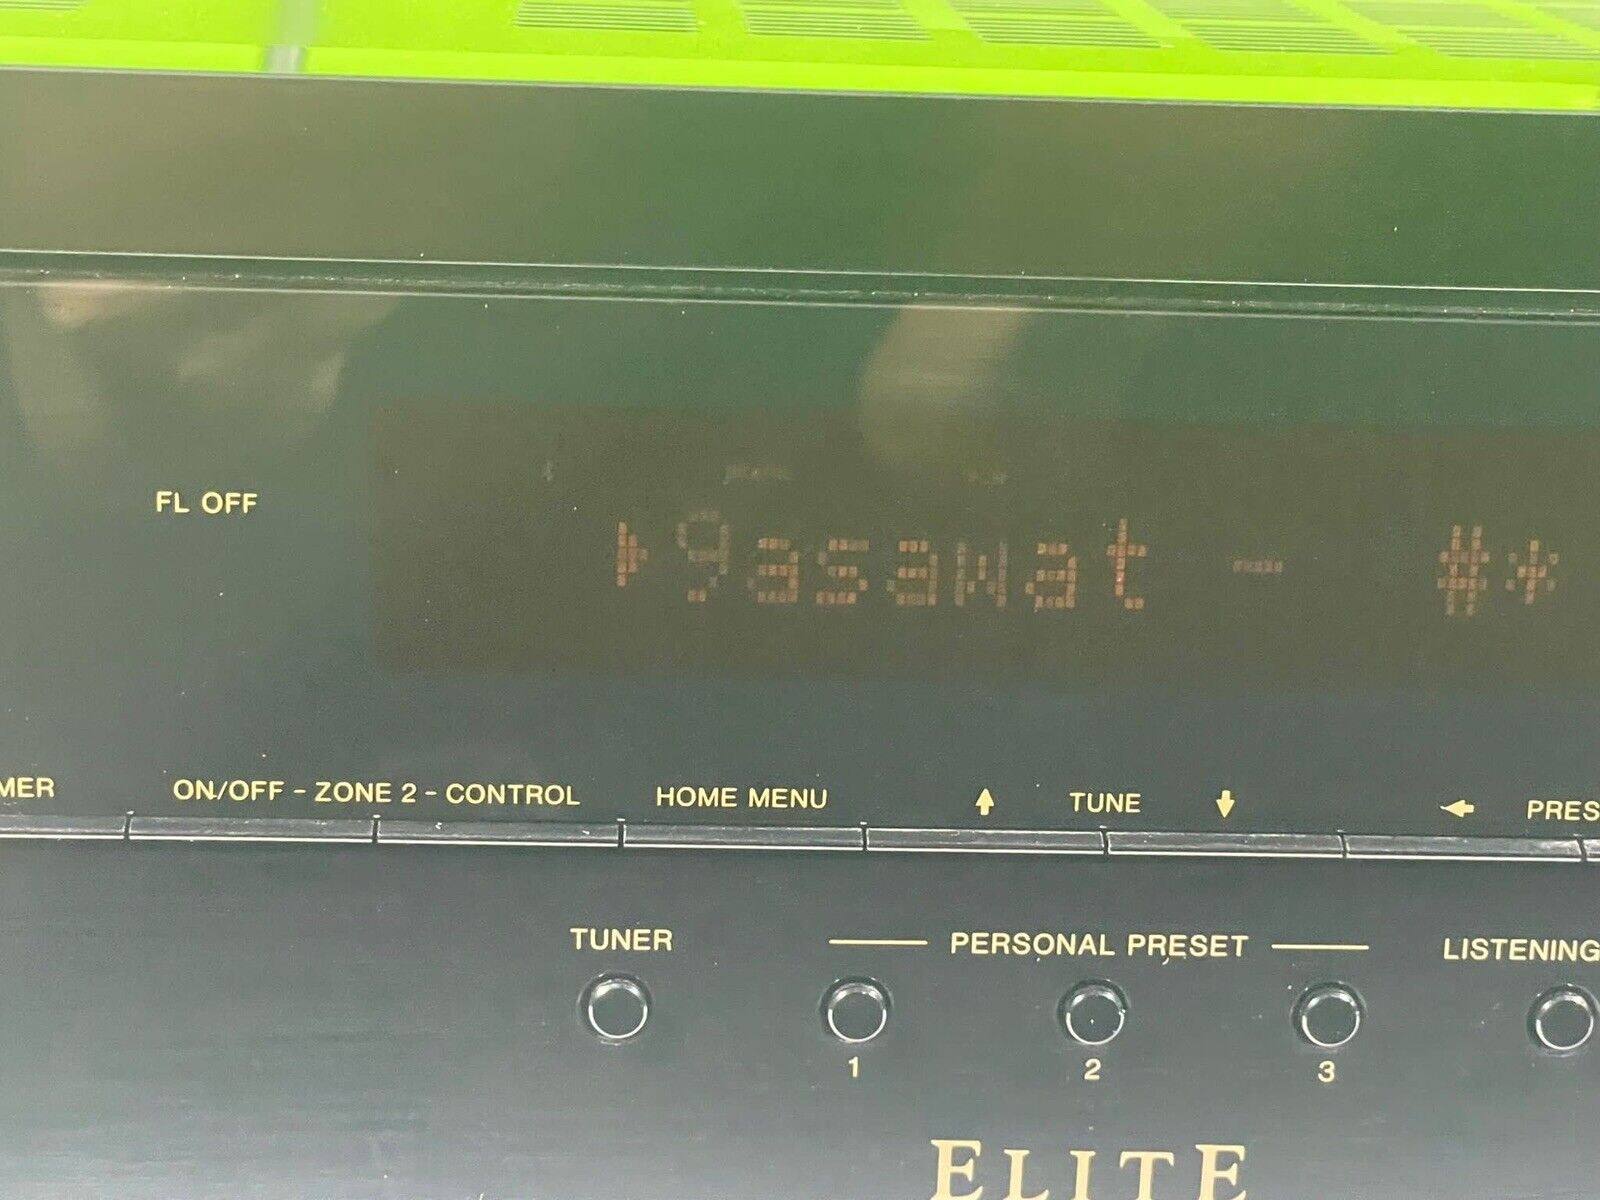 FL OFF
▶9asawat - #*
MER ON/OFF - ZONE 2 - CONTROL HOME MENU ↑ TUNE ↓ ← PRES
TUNER PERSONAL PRESET LISTENING
1 2 3
ELITE